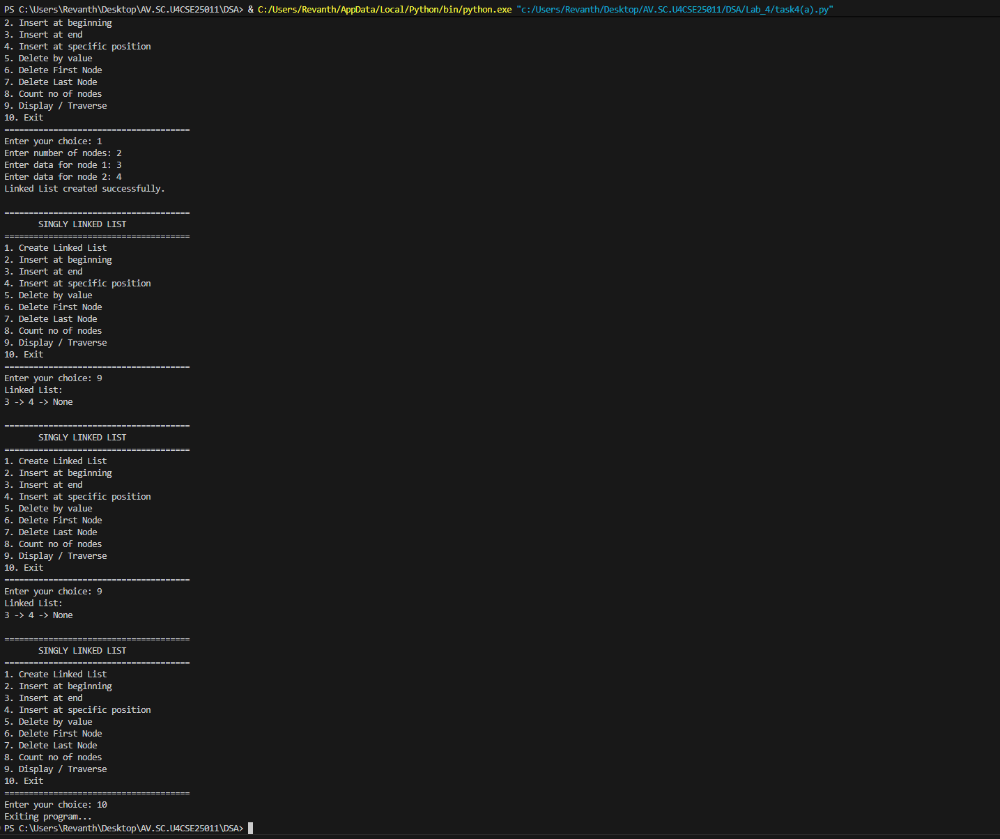 PS C:\Users\Revanth\Desktop\AV.SC.U4CSE25011\DSA> & C:/Users/Revanth/AppData/Local/Python/bin/python.exe "c:/Users/Revanth/Desktop/AV.SC.U4CSE25011/DSA/Lab_4/task4(a).py"
2. Insert at beginning
3. Insert at end
4. Insert at specific position
5. Delete by value
6. Delete First Node
7. Delete Last Node
8. Count no of nodes
9. Display / Traverse
10. Exit
======================================
Enter your choice: 1
Enter number of nodes: 2
Enter data for node 1: 3
Enter data for node 2: 4
Linked List created successfully.

======================================
       SINGLY LINKED LIST
======================================
1. Create Linked List
2. Insert at beginning
3. Insert at end
4. Insert at specific position
5. Delete by value
6. Delete First Node
7. Delete Last Node
8. Count no of nodes
9. Display / Traverse
10. Exit
======================================
Enter your choice: 9
Linked List:
3 -> 4 -> None

======================================
       SINGLY LINKED LIST
======================================
1. Create Linked List
2. Insert at beginning
3. Insert at end
4. Insert at specific position
5. Delete by value
6. Delete First Node
7. Delete Last Node
8. Count no of nodes
9. Display / Traverse
10. Exit
======================================
Enter your choice: 9
Linked List:
3 -> 4 -> None

======================================
       SINGLY LINKED LIST
======================================
1. Create Linked List
2. Insert at beginning
3. Insert at end
4. Insert at specific position
5. Delete by value
6. Delete First Node
7. Delete Last Node
8. Count no of nodes
9. Display / Traverse
10. Exit
======================================
Enter your choice: 10
Exiting program...
PS C:\Users\Revanth\Desktop\AV.SC.U4CSE25011\DSA>